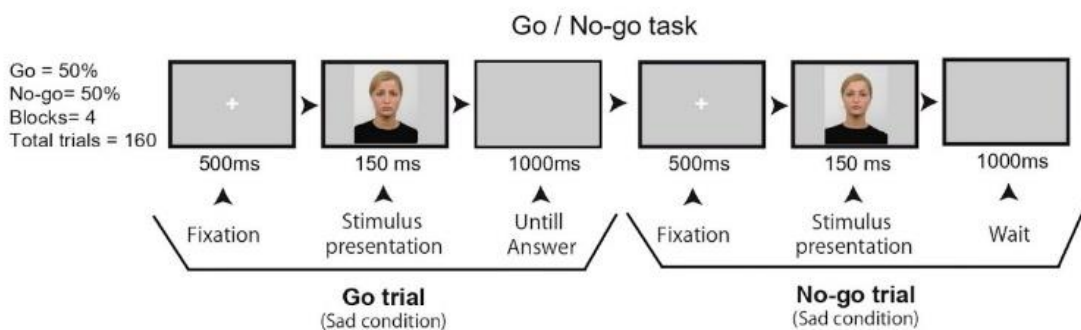 Go / No-go task
Go = 50%
No-go= 50%
Blocks= 4
Total trials = 160
500ms
150 ms
1000ms
500ms
150 ms
1000ms
Fixation
Stimulus
presentation
Untill
Answer
Fixation
Stimulus
presentation
Wait
Go trial
(Sad condition)
No-go trial
(Sad condition)